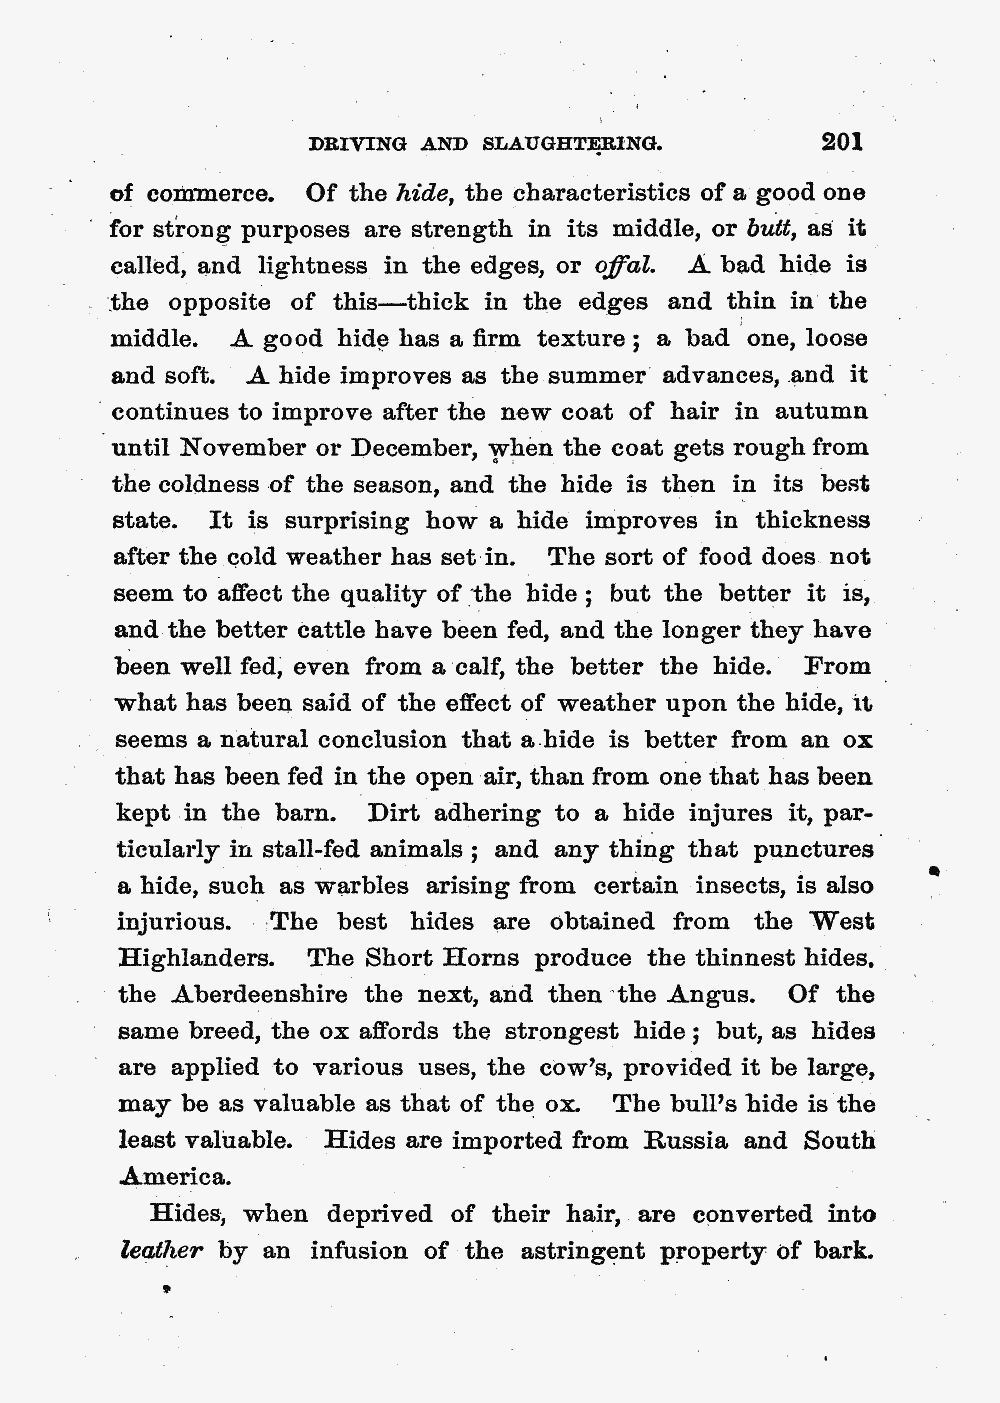 DRIVING AND SLAUGHTERING. 201
of commerce. Of the hide, the characteristics of a good one
for strong purposes are strength in its middle, or butt, as it
called, and lightness in the edges, or offal. A bad hide is
the opposite of this—thick in the edges and thin in the
middle. A good hide has a firm texture; a bad one, loose
and soft. A hide improves as the summer advances, and it
continues to improve after the new coat of hair in autumn
until November or December, when the coat gets rough from
the coldness of the season, and the hide is then in its best
state. It is surprising how a hide improves in thickness
after the cold weather has set in. The sort of food does not
seem to affect the quality of the hide; but the better it is,
and the better cattle have been fed, and the longer they have
been well fed, even from a calf, the better the hide. From
what has been said of the effect of weather upon the hide, it
seems a natural conclusion that a hide is better from an ox
that has been fed in the open air, than from one that has been
kept in the barn. Dirt adhering to a hide injures it, par-
ticularly in stall-fed animals; and any thing that punctures
a hide, such as warbles arising from certain insects, is also
injurious. The best hides are obtained from the West
Highlanders. The Short Horns produce the thinnest hides,
the Aberdeenshire the next, and then the Angus. Of the
same breed, the ox affords the strongest hide; but, as hides
are applied to various uses, the cow's, provided it be large,
may be as valuable as that of the ox. The bull's hide is the
least valuable. Hides are imported from Russia and South
America.
Hides, when deprived of their hair, are converted into
leather by an infusion of the astringent property of bark.